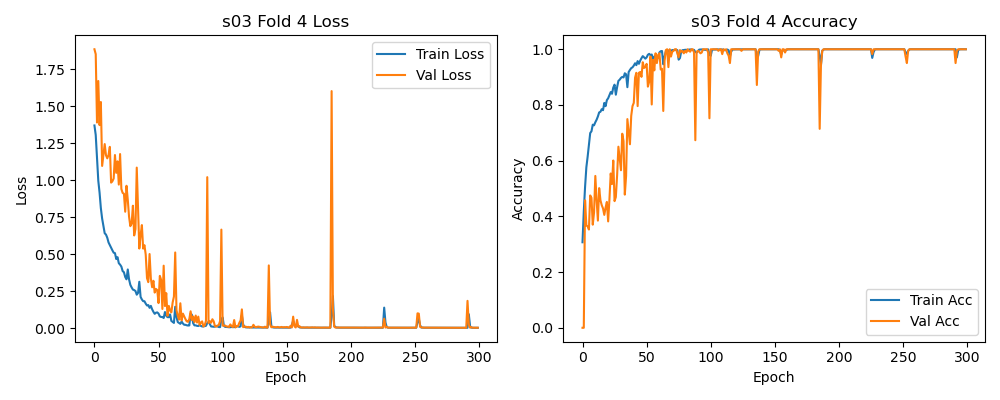 s03 Fold 4 Loss
Train Loss
Val Loss
1.75
1.50
1.25
1.00
0.75
0.50
0.25
0.00
Loss
0
50
100
150
200
250
300
Epoch
s03 Fold 4 Accuracy
1.0
0.8
0.6
0.4
0.2
0.0
Accuracy
Train Acc
Val Acc
0
50
100
150
200
250
300
Epoch